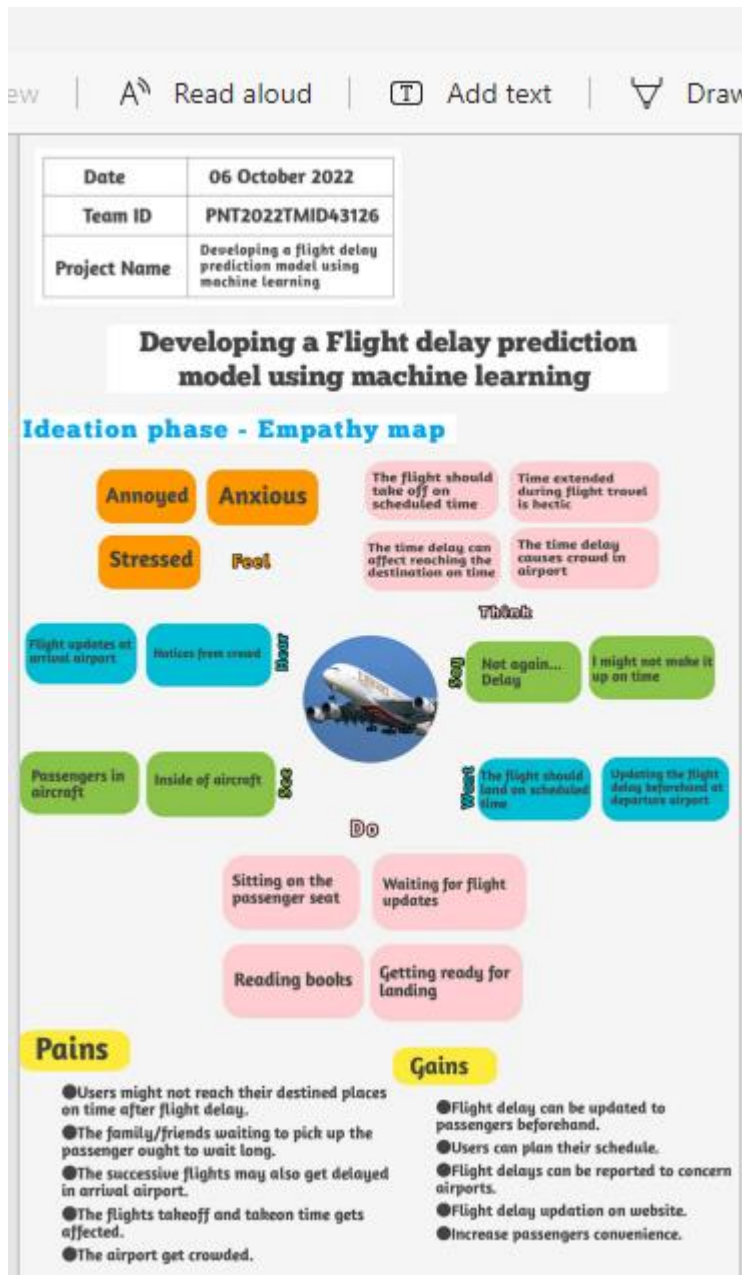 Read aloud
Add text
Draw
Date
06 October 2022
Team ID
PNT2022TMID43126
Project Name
Developing a flight delay
prediction model using
machine learning
Developing a Flight delay prediction
model using machine learning
Ideation phase - Empathy map
Annoyed
Anxious
Stressed
Feel
The flight should
take off on
scheduled time
Time extended
during flight travel
is hectic
The time delay can
affect reaching the
destination on time
The time delay
causes crowd in
airport
Think
Flight updates at
arrival airport
Notices from crowd
Hear
Say
Not again...
Delay
I might not make it
up on time
Passengers in
aircraft
Inside of aircraft
See
Want
The flight should
land on scheduled
time
Updating the flight
delay beforehand at
departure airport
Do
Sitting on the
passenger seat
Waiting for flight
updates
Reading books
Getting ready for
landing
Pains
●Users might not reach their destined places
on time after flight delay.
●The family/friends waiting to pick up the
passenger ought to wait long.
●The successive flights may also get delayed
in arrival airport.
●The flights takeoff and takeon time gets
affected.
●The airport get crowded.
Gains
●Flight delay can be updated to
passengers beforehand.
●Users can plan their schedule.
●Flight delays can be reported to concern
airports.
●Flight delay updation on website.
●Increase passengers convenience.